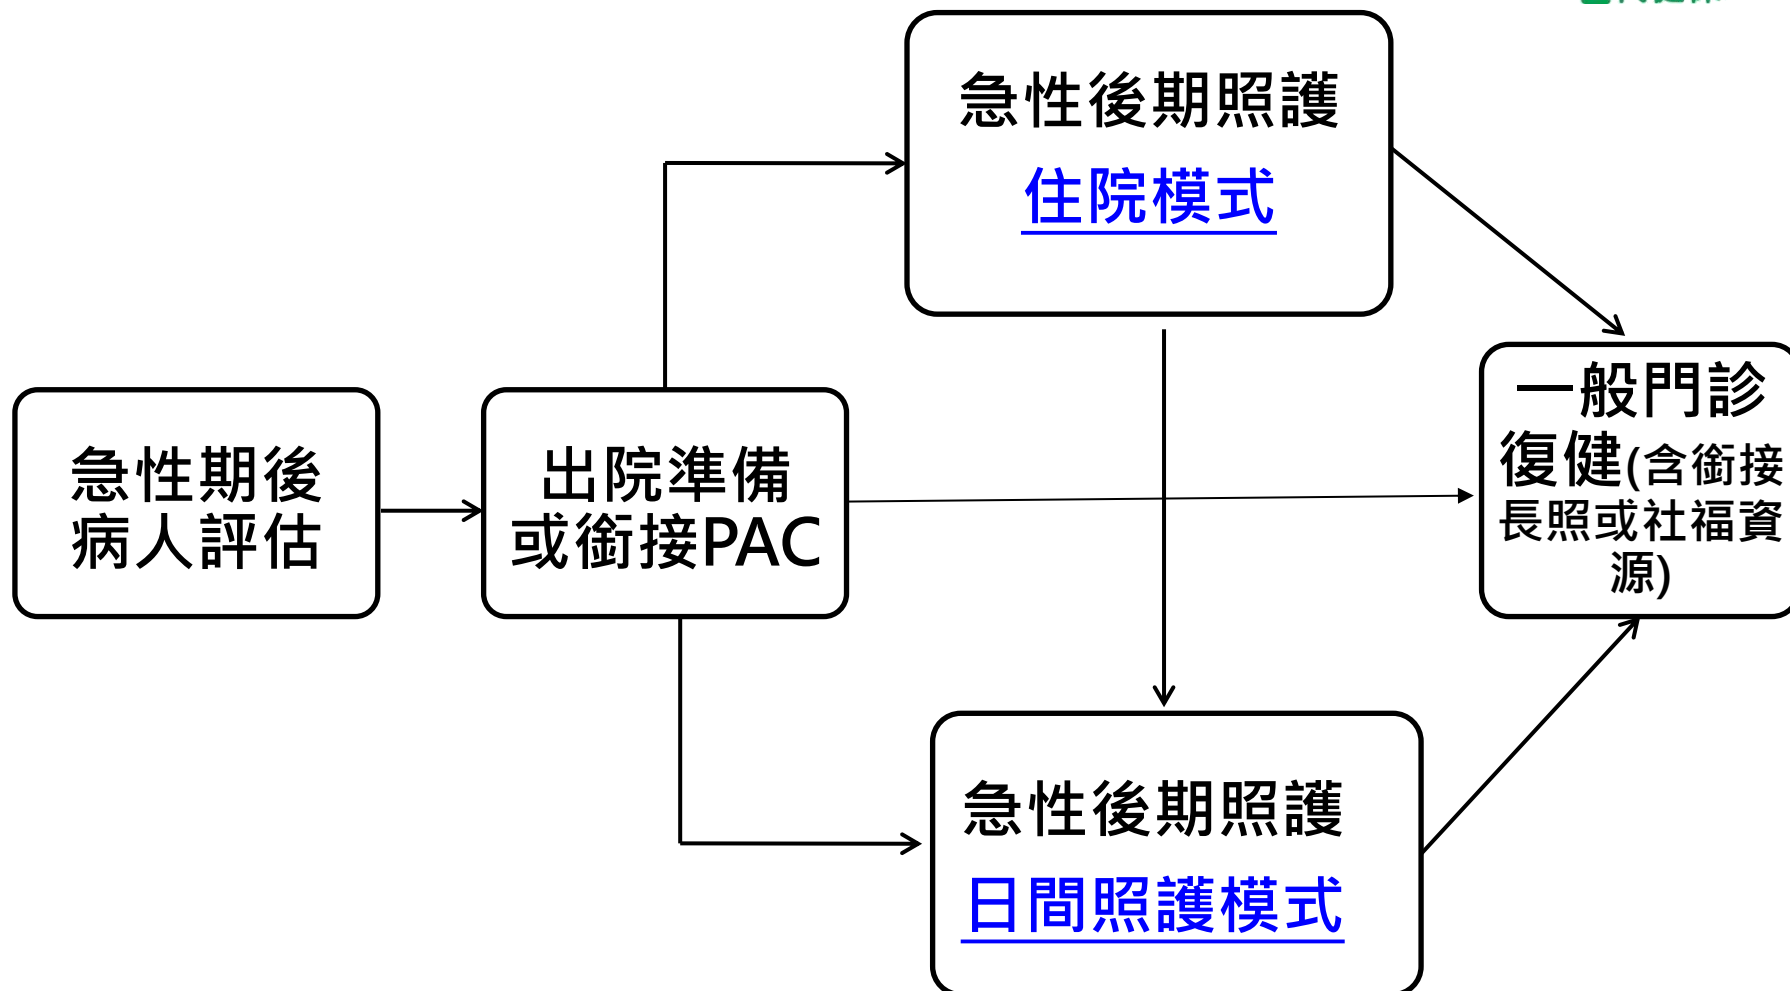 急性後期照護
住院模式
急性期後
病人評估
出院準備
或銜接PAC
一般門診
復健(含銜接
長照或社福資
源)
急性後期照護
日間照護模式